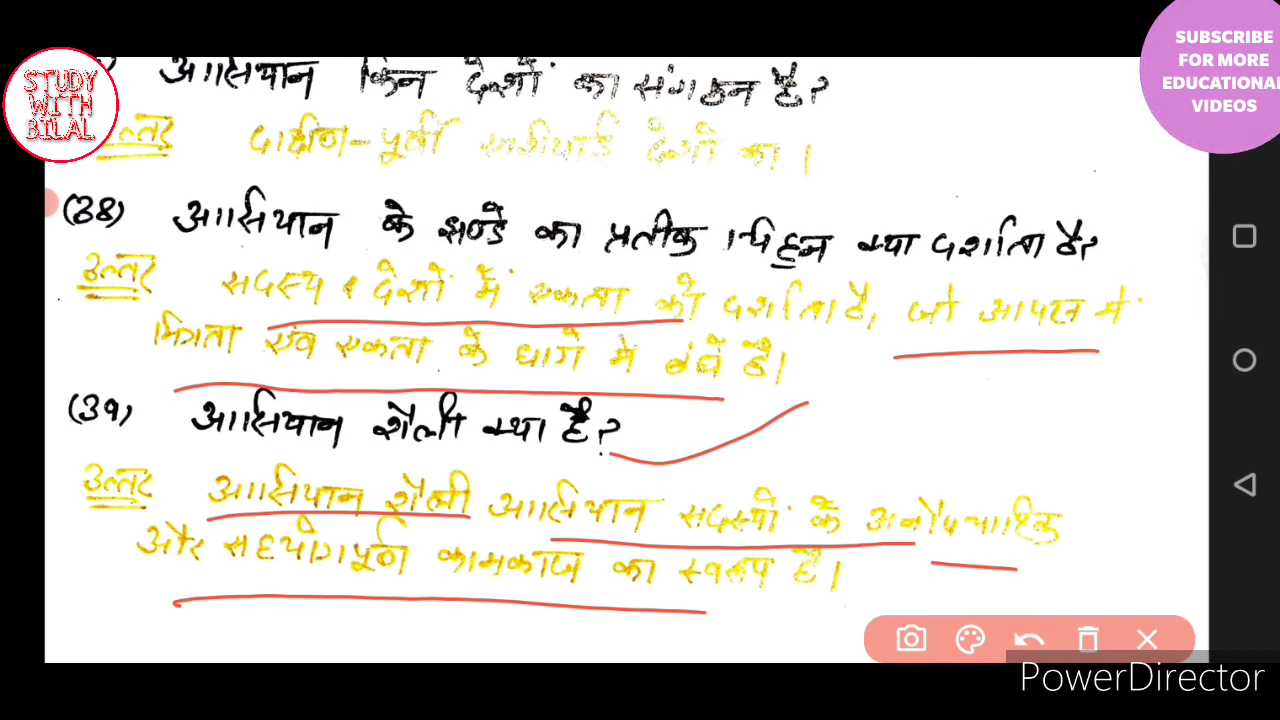 आसियान किन देशों का संगठन है?
उत्तर दक्षिण-पूर्वी एशियाई देशों का।
(38) आसियान के झण्डे का प्रतीक चिह्न क्या दर्शाता है?
उत्तर सदस्य देशों में एकता को दर्शाता है, जो आपस में
मित्रता एंव एकता के धागे में बंधें है।
(39) आसियान शैली क्या है?
उत्तर आसियान शैली आसियान सदस्यों के अनौपचारिक
और सहयोगपूर्ण कामकाज का स्वरूप है।
STUDY
WITH
BILAL
SUBSCRIBE
FOR MORE
EDUCATIONAL
VIDEOS
PowerDirector